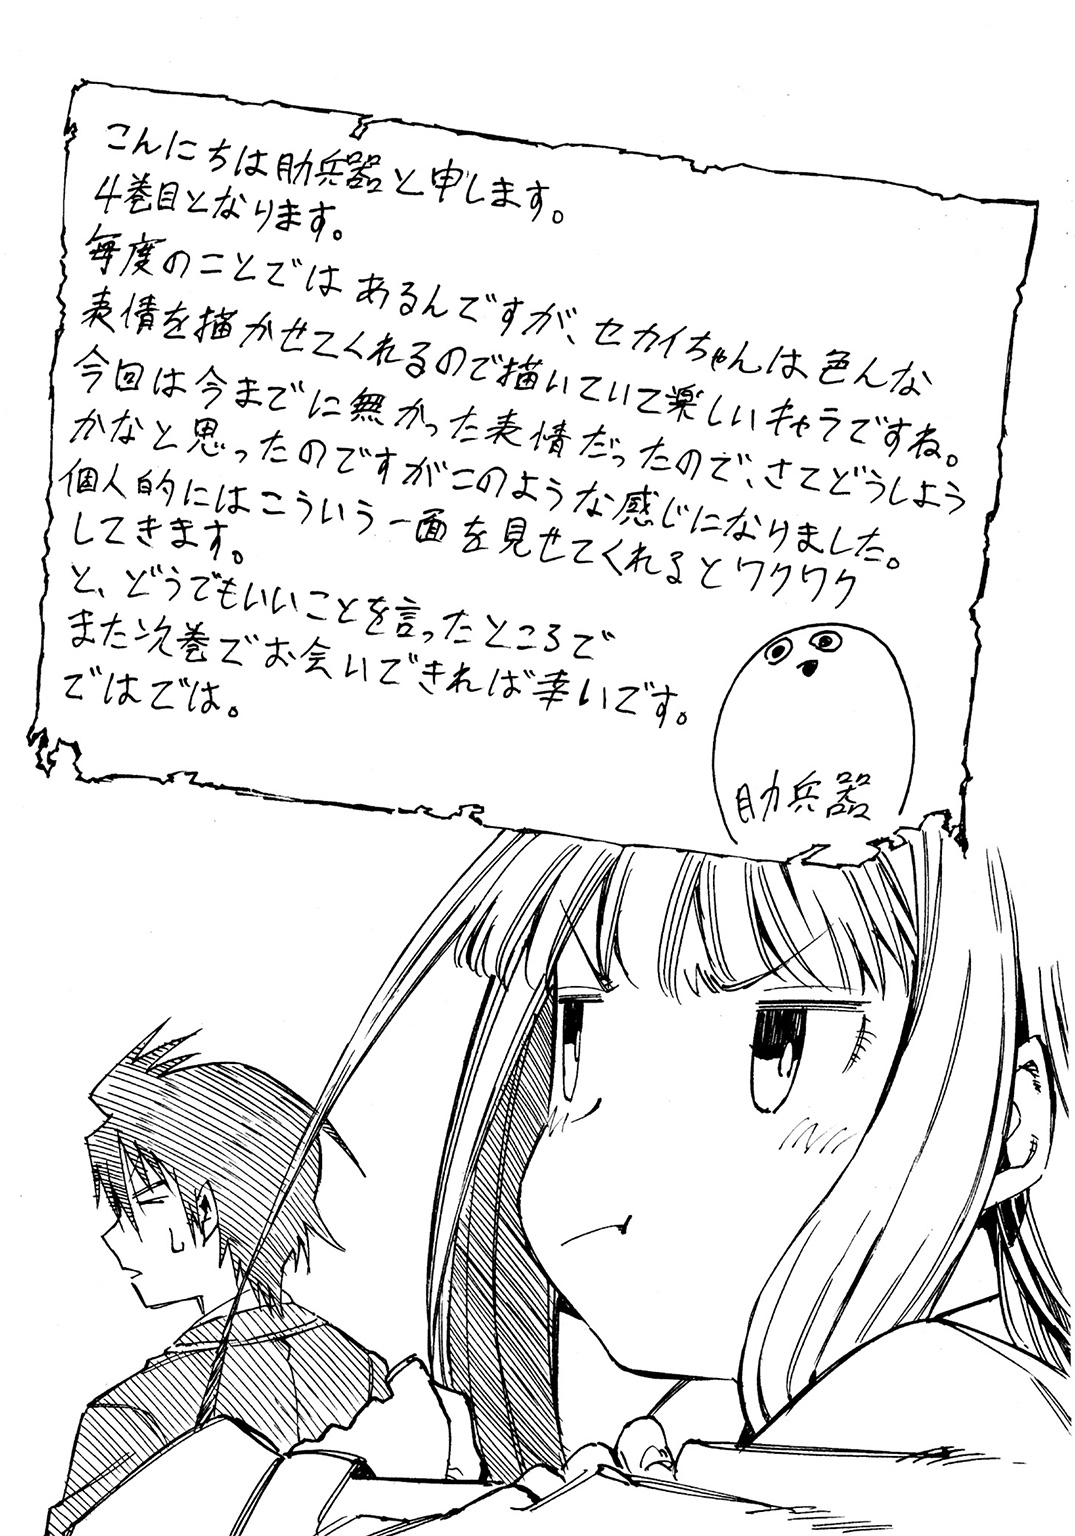 こんにちは助兵器と申します。
4巻目となります。
毎度のことではあるんですが、セカイちゃんは色んな
表情を描かせてくれるので描いていて楽しいキャラですね。
今回は今までに無かった表情だったので、さてどうしよう
かなと思ったのですがこのような感じになりました。
個人的にはこういう一面を見せてくれるとワクワク
してきます。
と、どうでもいいことを言ったところで
また次巻でお会いできれば幸いです。
ではでは。
助兵器